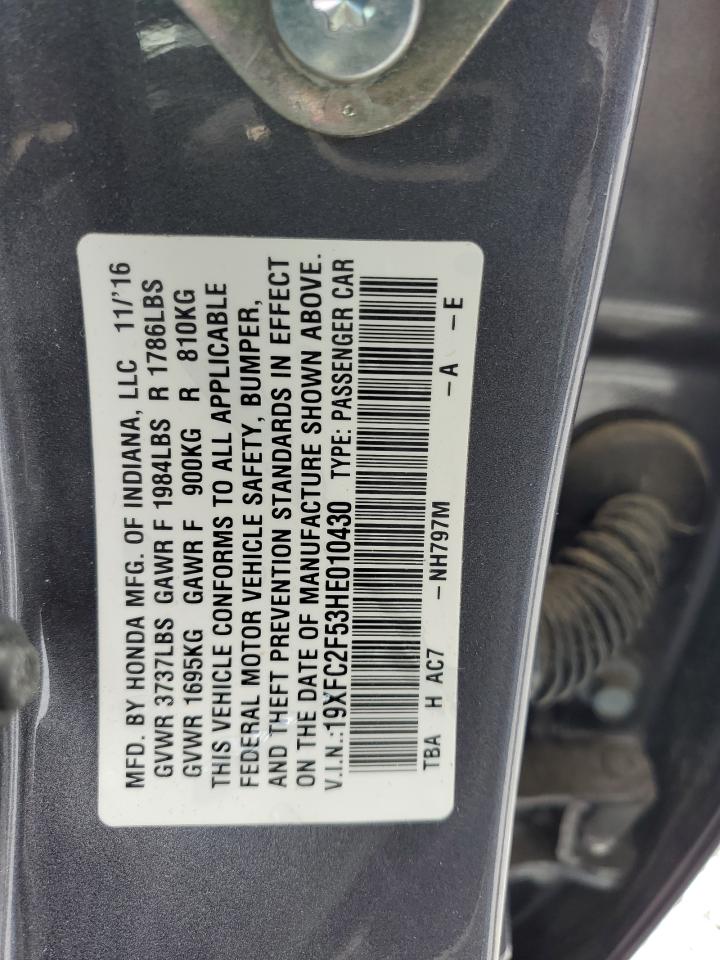 MFD. BY HONDA MFG. OF INDIANA, LLC 11/'16
GVWR 3737LBS GAWR F 1984LBS R 1786LBS
GVWR 1695KG GAWR F 900KG R 810KG
THIS VEHICLE CONFORMS TO ALL APPLICABLE
FEDERAL MOTOR VEHICLE SAFETY, BUMPER,
AND THEFT PREVENTION STANDARDS IN EFFECT
ON THE DATE OF MANUFACTURE SHOWN ABOVE.
V.I.N.:19XFC2F53HE010430 TYPE: PASSENGER CAR
TBA H AC7 -NH797M -A -E